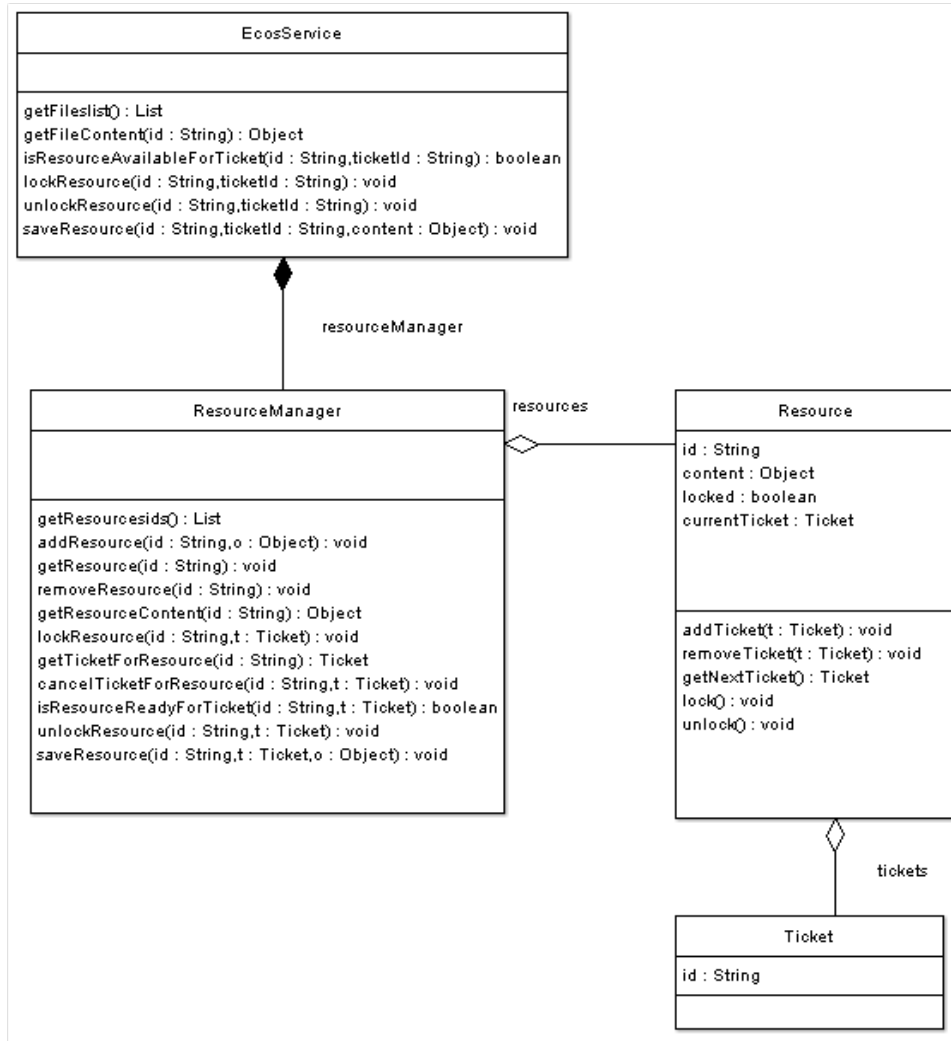 EcosService
getFileslist() : List
getFileContent(id : String) : Object
isResourceAvailableForTicket(id : String,ticketId : String) : boolean
lockResource(id : String,ticketId : String) : void
unlockResource(id : String,ticketId : String) : void
saveResource(id : String,ticketId : String,content : Object) : void
resourceManager
ResourceManager
getResourcesids() : List
addResource(id : String,o : Object) : void
getResource(id : String) : void
removeResource(id : String) : void
getResourceContent(id : String) : Object
lockResource(id : String,t : Ticket) : void
getTicketForResource(id : String) : Ticket
cancelTicketForResource(id : String,t : Ticket) : void
isResourceReadyForTicket(id : String,t : Ticket) : boolean
unlockResource(id : String,t : Ticket) : void
saveResource(id : String,t : Ticket,o : Object) : void
resources
Resource
id : String
content : Object
locked : boolean
currentTicket : Ticket
addTicket(t : Ticket) : void
removeTicket(t : Ticket) : void
getNextTicket() : Ticket
lock() : void
unlock() : void
tickets
Ticket
id : String